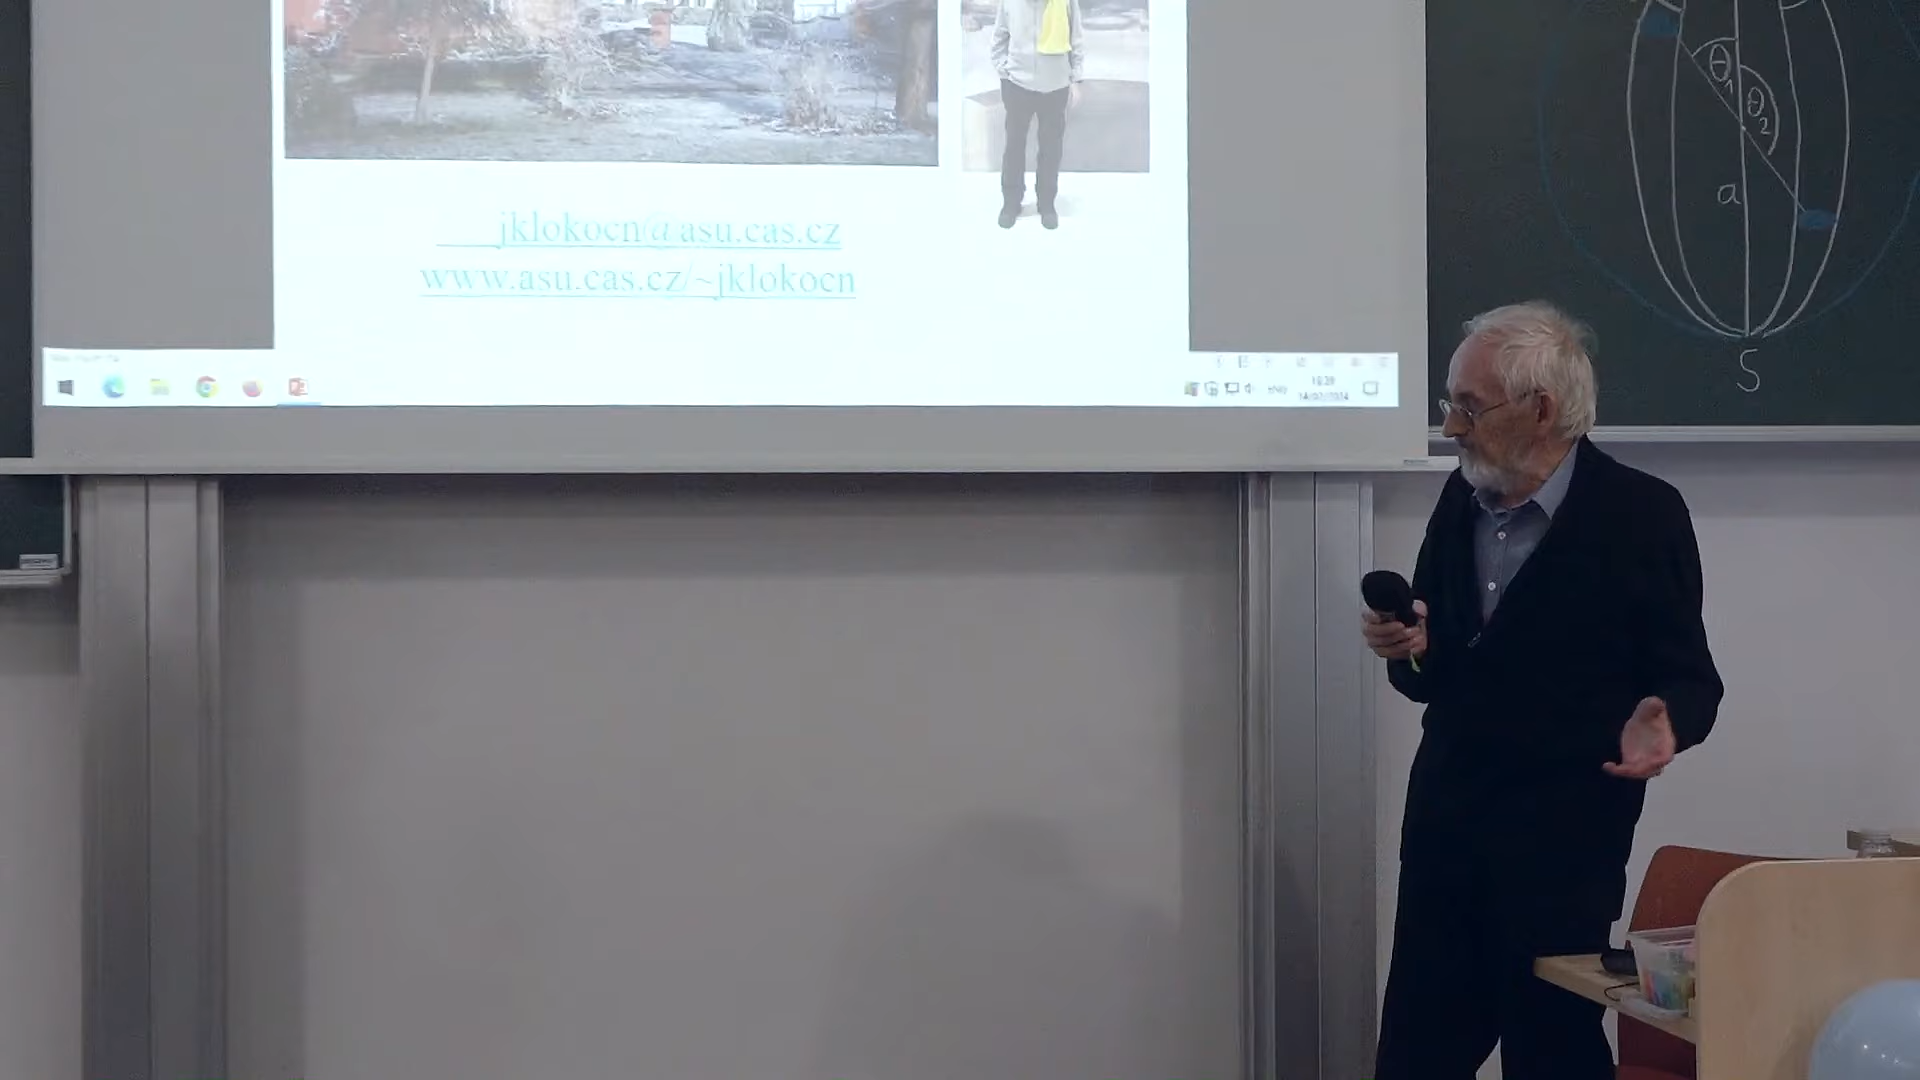 jklokocn@asu.cas.cz
www.asu.cas.cz/~jklokocn
θ1
θ2
a
S